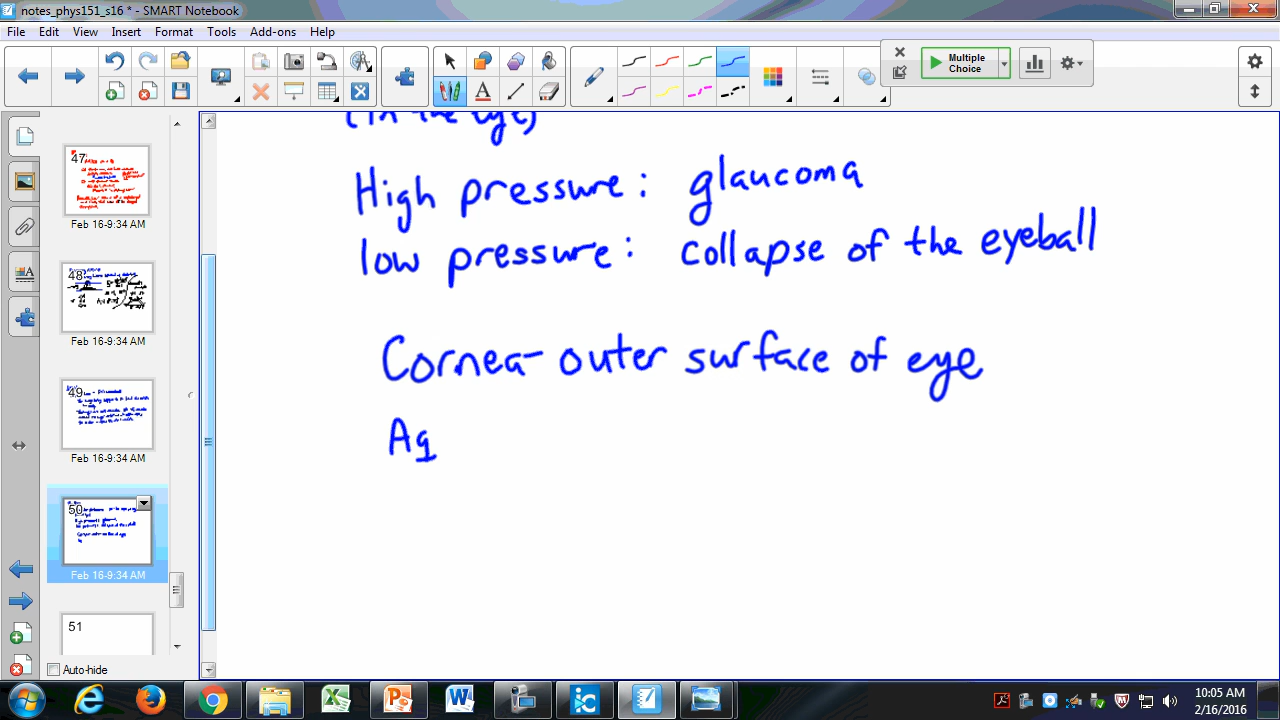 notes_phys151_s16 * - SMART Notebook
File Edit View Insert Format Tools Add-ons Help
Multiple
Choice
(in the eye)
High pressure: glaucoma
low pressure: collapse of the eyeball
Cornea- outer surface of eye
Aq
47
Feb 16-9:34 AM
48
Feb 16-9:34 AM
49
Feb 16-9:34 AM
50
Feb 16-9:34 AM
51
Auto-hide
10:05 AM
2/16/2016